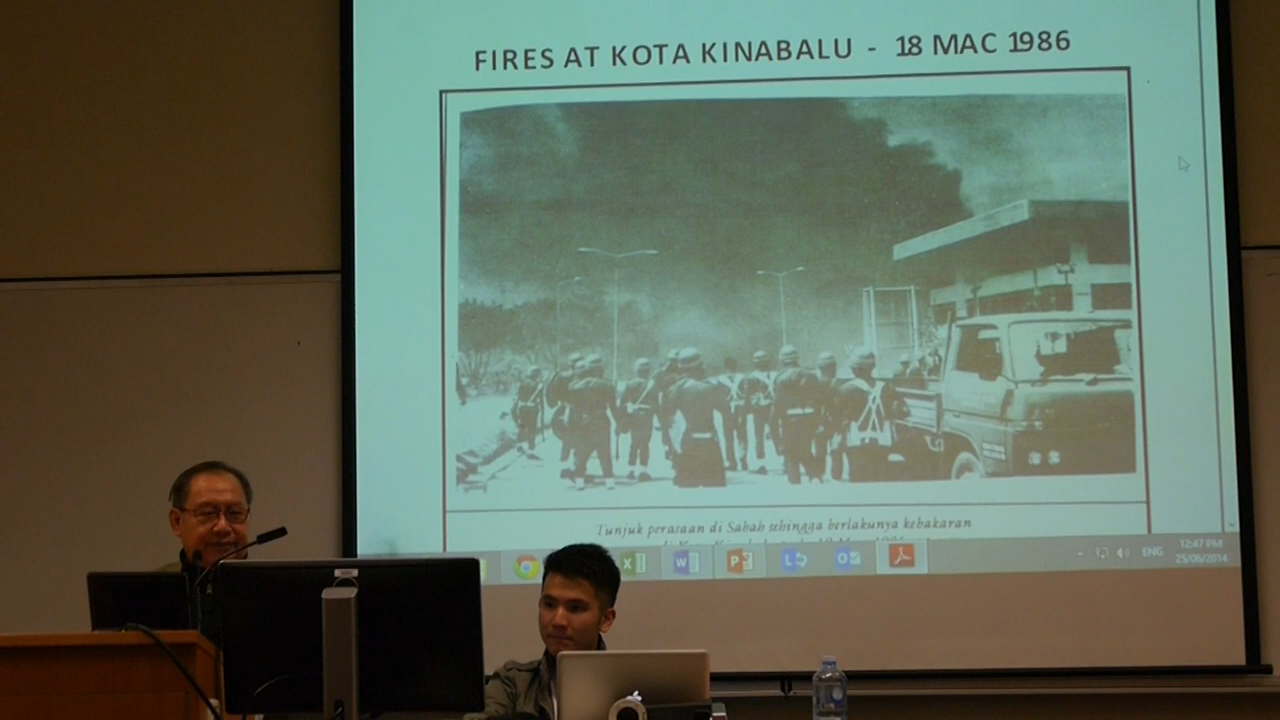 FIRES AT KOTA KINABALU - 18 MAC 1986
Tunjuk perasaan di Sabah sehingga berlakunya kebakaran
ENG
12:47 PM
25/06/2014